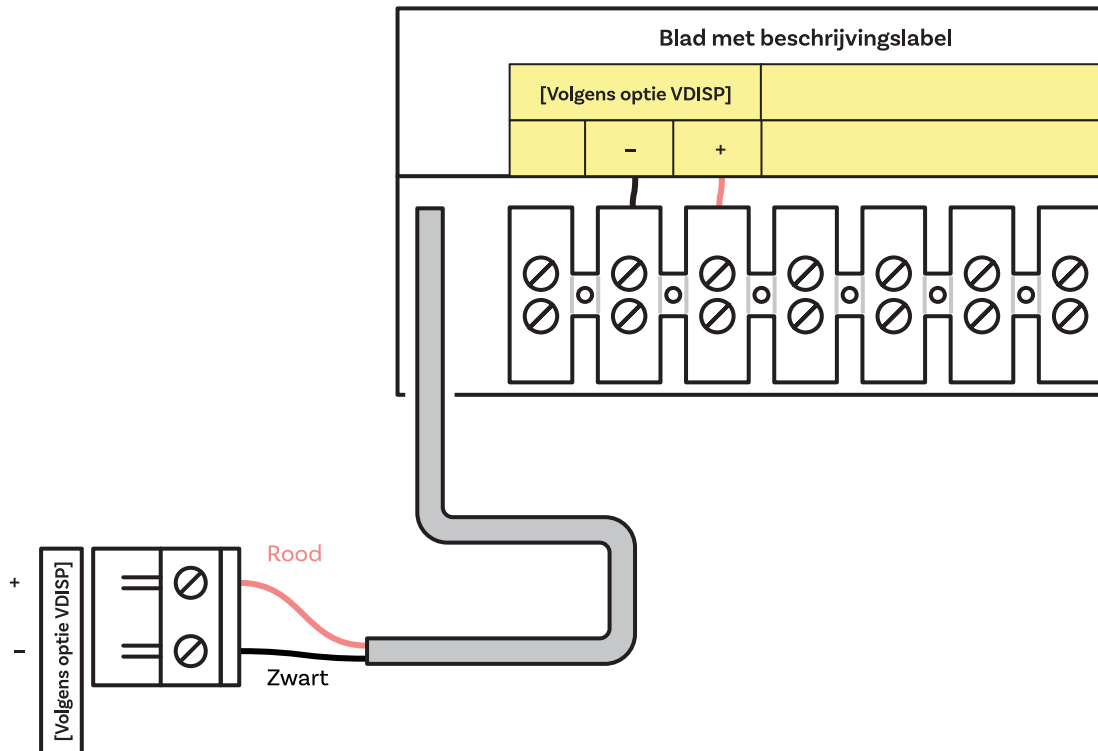 Blad met beschrijvingslabel
[Volgens optie VDISP]
– +
Rood
+
–
[Volgens optie VDISP]
Zwart